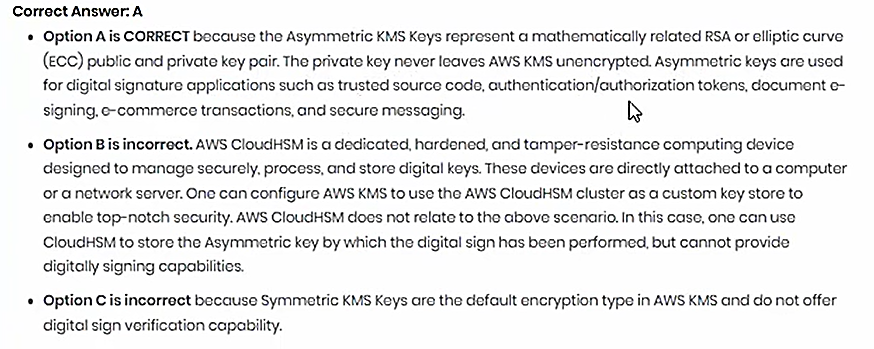 Correct Answer: A
• Option A is CORRECT because the Asymmetric KMS Keys represent a mathematically related RSA or elliptic curve
(ECC) public and private key pair. The private key never leaves AWS KMS unencrypted. Asymmetric keys are used
for digital signature applications such as trusted source code, authentication/authorization tokens, document e-
signing, e-commerce transactions, and secure messaging.
• Option B is incorrect. AWS CloudHSM is a dedicated, hardened, and tamper-resistance computing device
designed to manage securely, process, and store digital keys. These devices are directly attached to a computer
or a network server. One can configure AWS KMS to use the AWS CloudHSM cluster as a custom key store to
enable top-notch security. AWS CloudHSM does not relate to the above scenario. In this case, one can use
CloudHSM to store the Asymmetric key by which the digital sign has been performed, but cannot provide
digitally signing capabilities.
• Option C is incorrect because Symmetric KMS Keys are the default encryption type in AWS KMS and do not offer
digital sign verification capability.